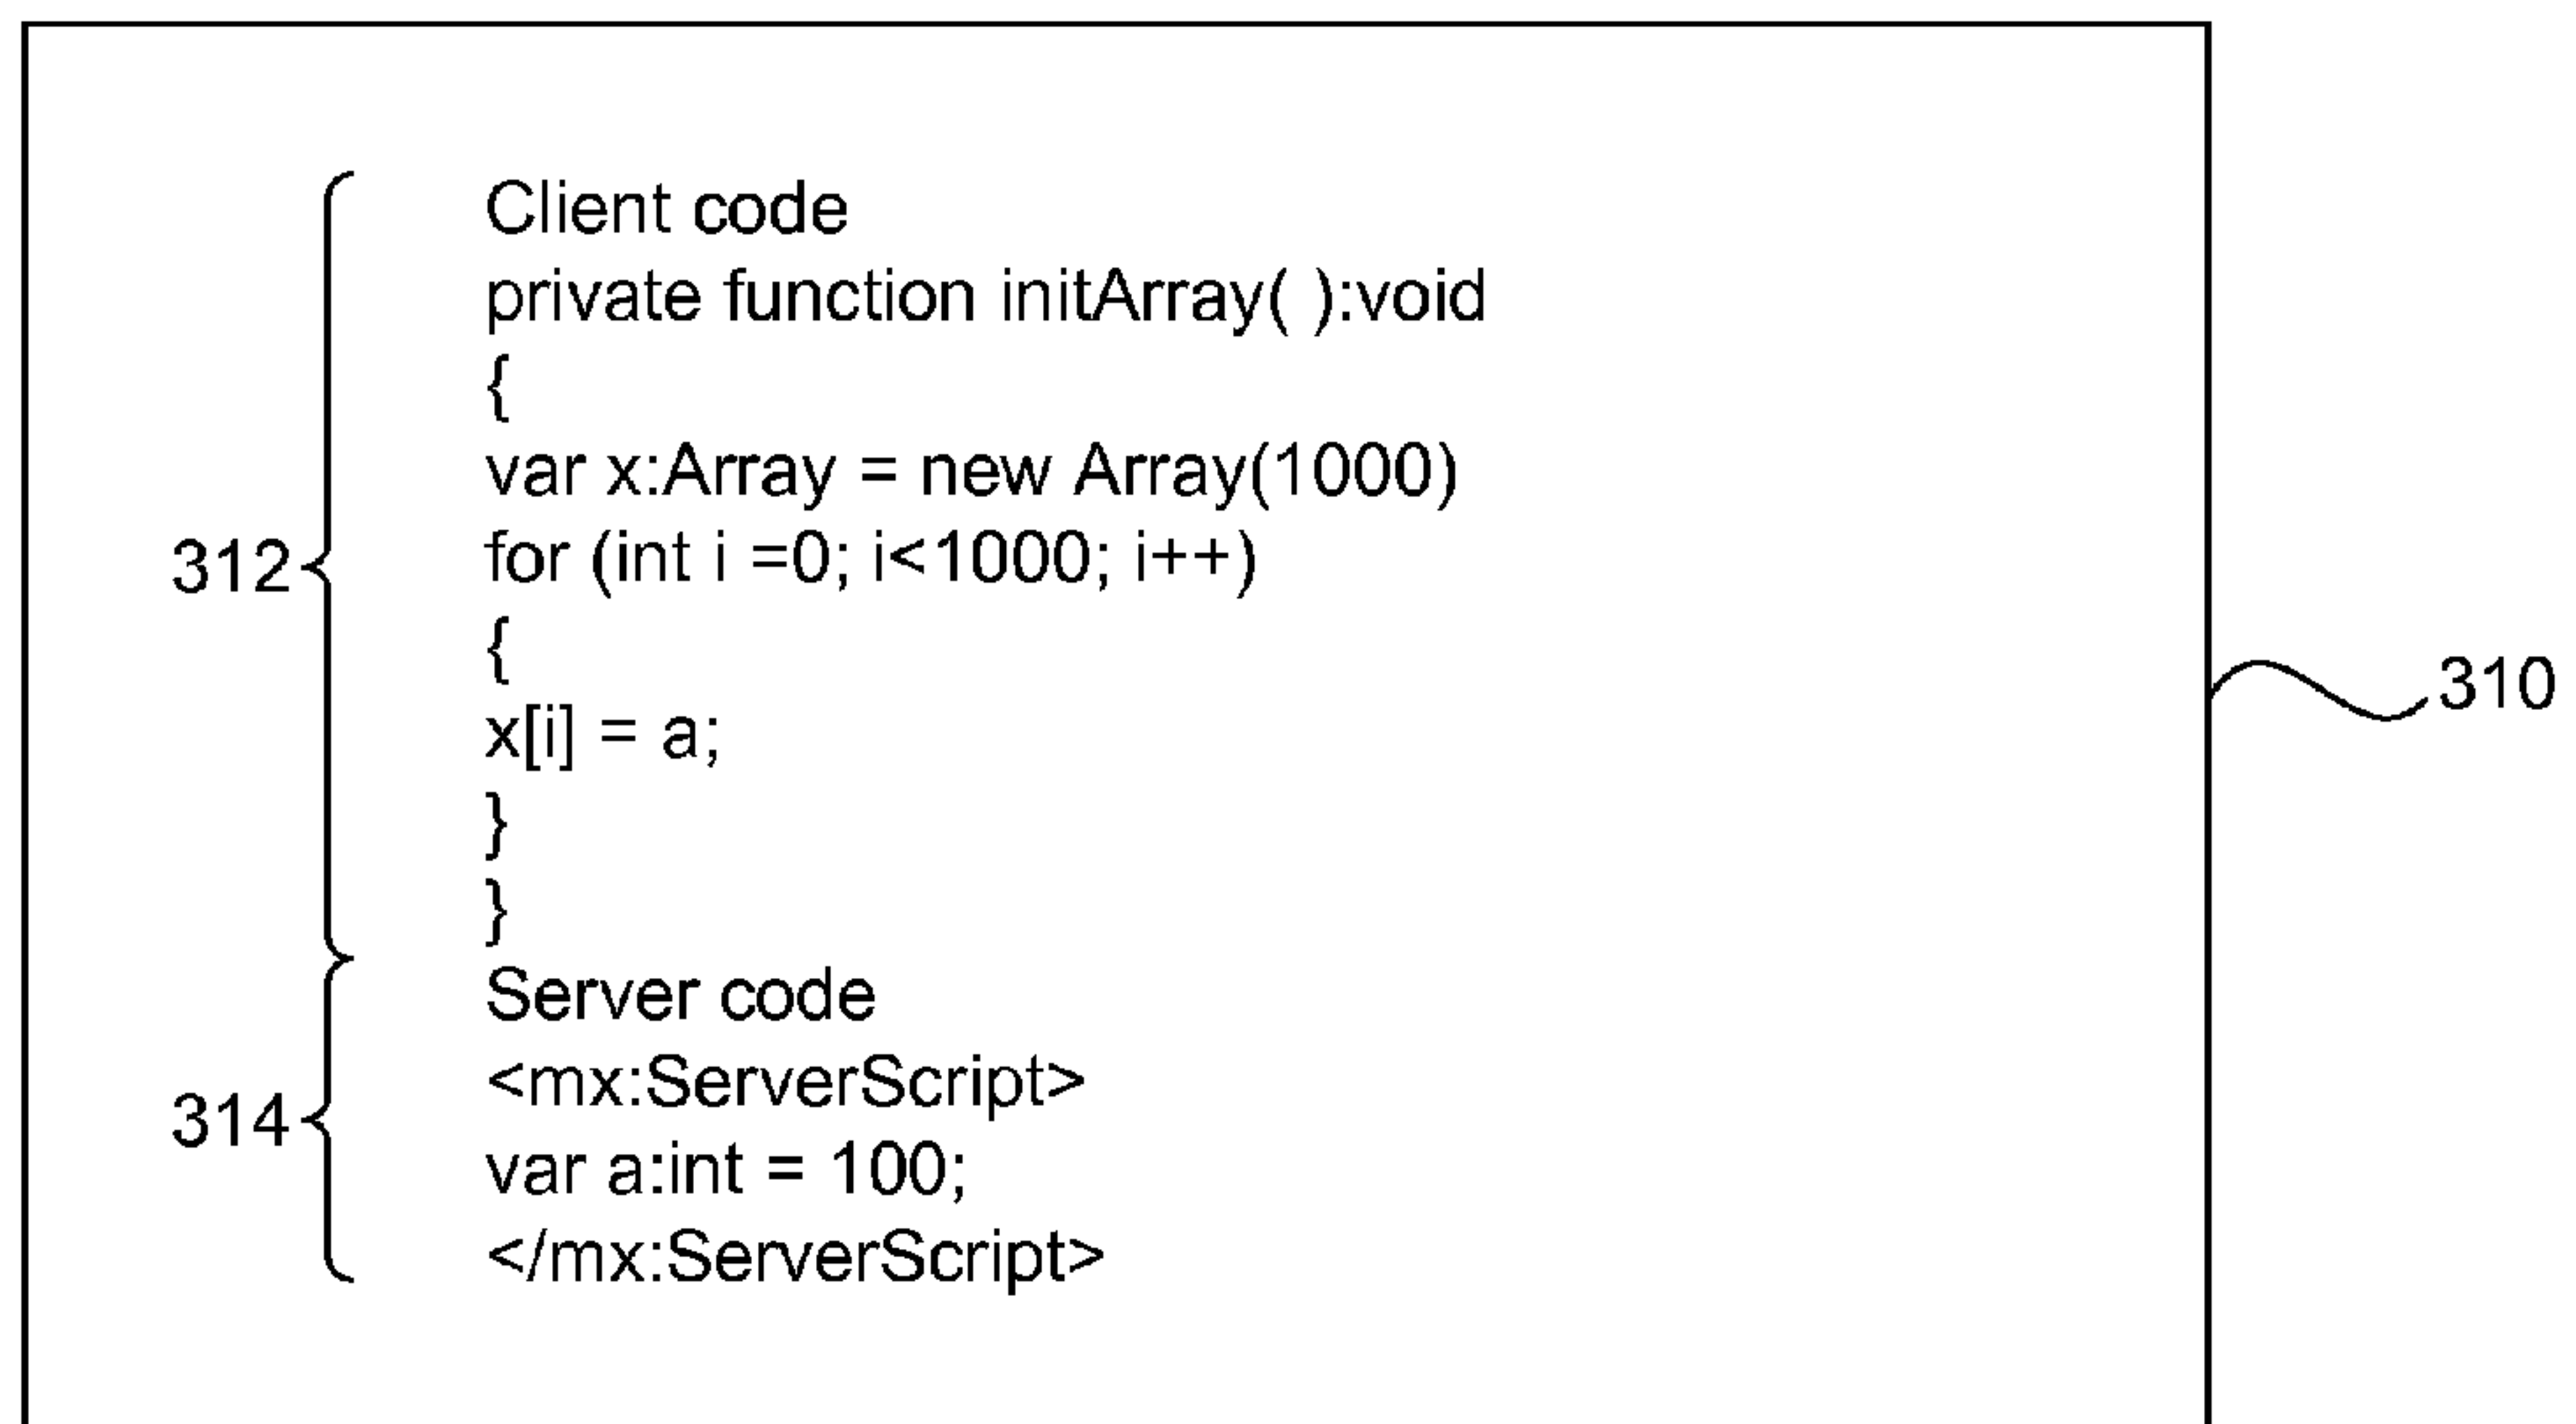 Client code
private function initArray( ):void
{
var x:Array = new Array(1000)
for (int i =0; i<1000; i++)
312
{
310
x[i] = a;
}
}
Server code
<mx:ServerScript>
314
var a:int = 100;
</mx:ServerScript>